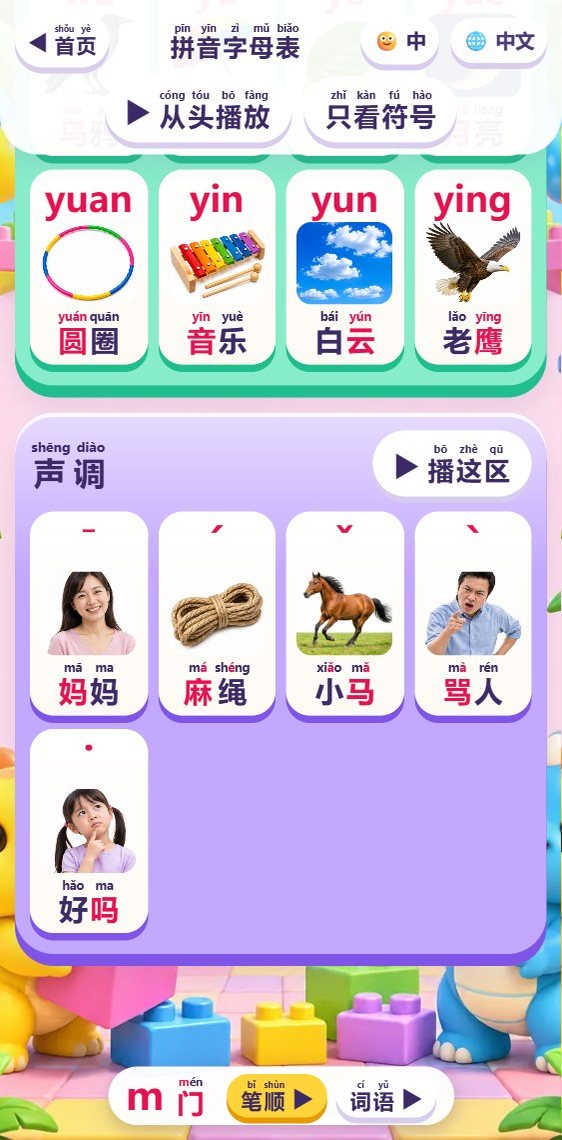 shǒu yè
首页
pīn yīn zì mǔ biǎo
拼音字母表
中
中文
cóng tóu bō fàng
从头播放
zhǐ kàn fú hào
只看符号
yuan
yin
yun
ying
yuán quān
圆圈
yīn yuè
音乐
bái yún
白云
lǎo yīng
老鹰
shēng diào
声调
bō zhè qū
播这区
ˉ
ˊ
ˇ
ˋ
mā ma
妈妈
má shéng
麻绳
xiǎo mǎ
小马
mà rén
骂人
·
hǎo ma
好吗
m
mén
门
bǐ shùn
笔顺
cí yǔ
词语